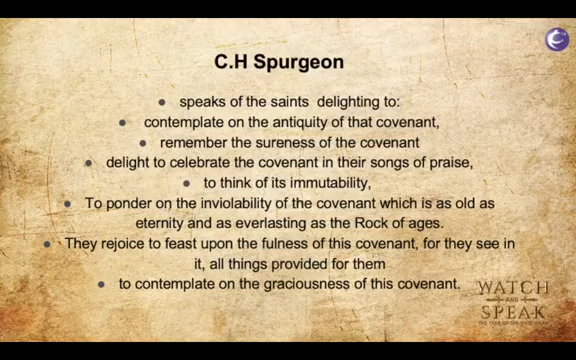 C.H Spurgeon
● speaks of the saints delighting to:
● contemplate on the antiquity of that covenant,
● remember the sureness of the covenant
● delight to celebrate the covenant in their songs of praise,
● to think of its immutability,
● To ponder on the inviolability of the covenant which is as old as
eternity and as everlasting as the Rock of ages.
● They rejoice to feast upon the fulness of this covenant, for they see in
it, all things provided for them
● to contemplate on the graciousness of this covenant.
WATCH
AND
SPEAK